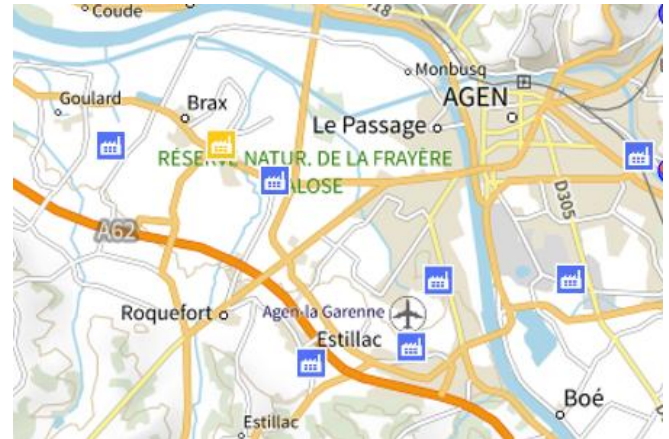 Coude
118
Monbusq
Goulard
Brax
AGEN
Le Passage
RÉSERVE NATUR. DE LA FRAYÈRE
ALOSE
D305
A62
Roquefort
Agen-la Garenne
Estillac
Boé
Estillac